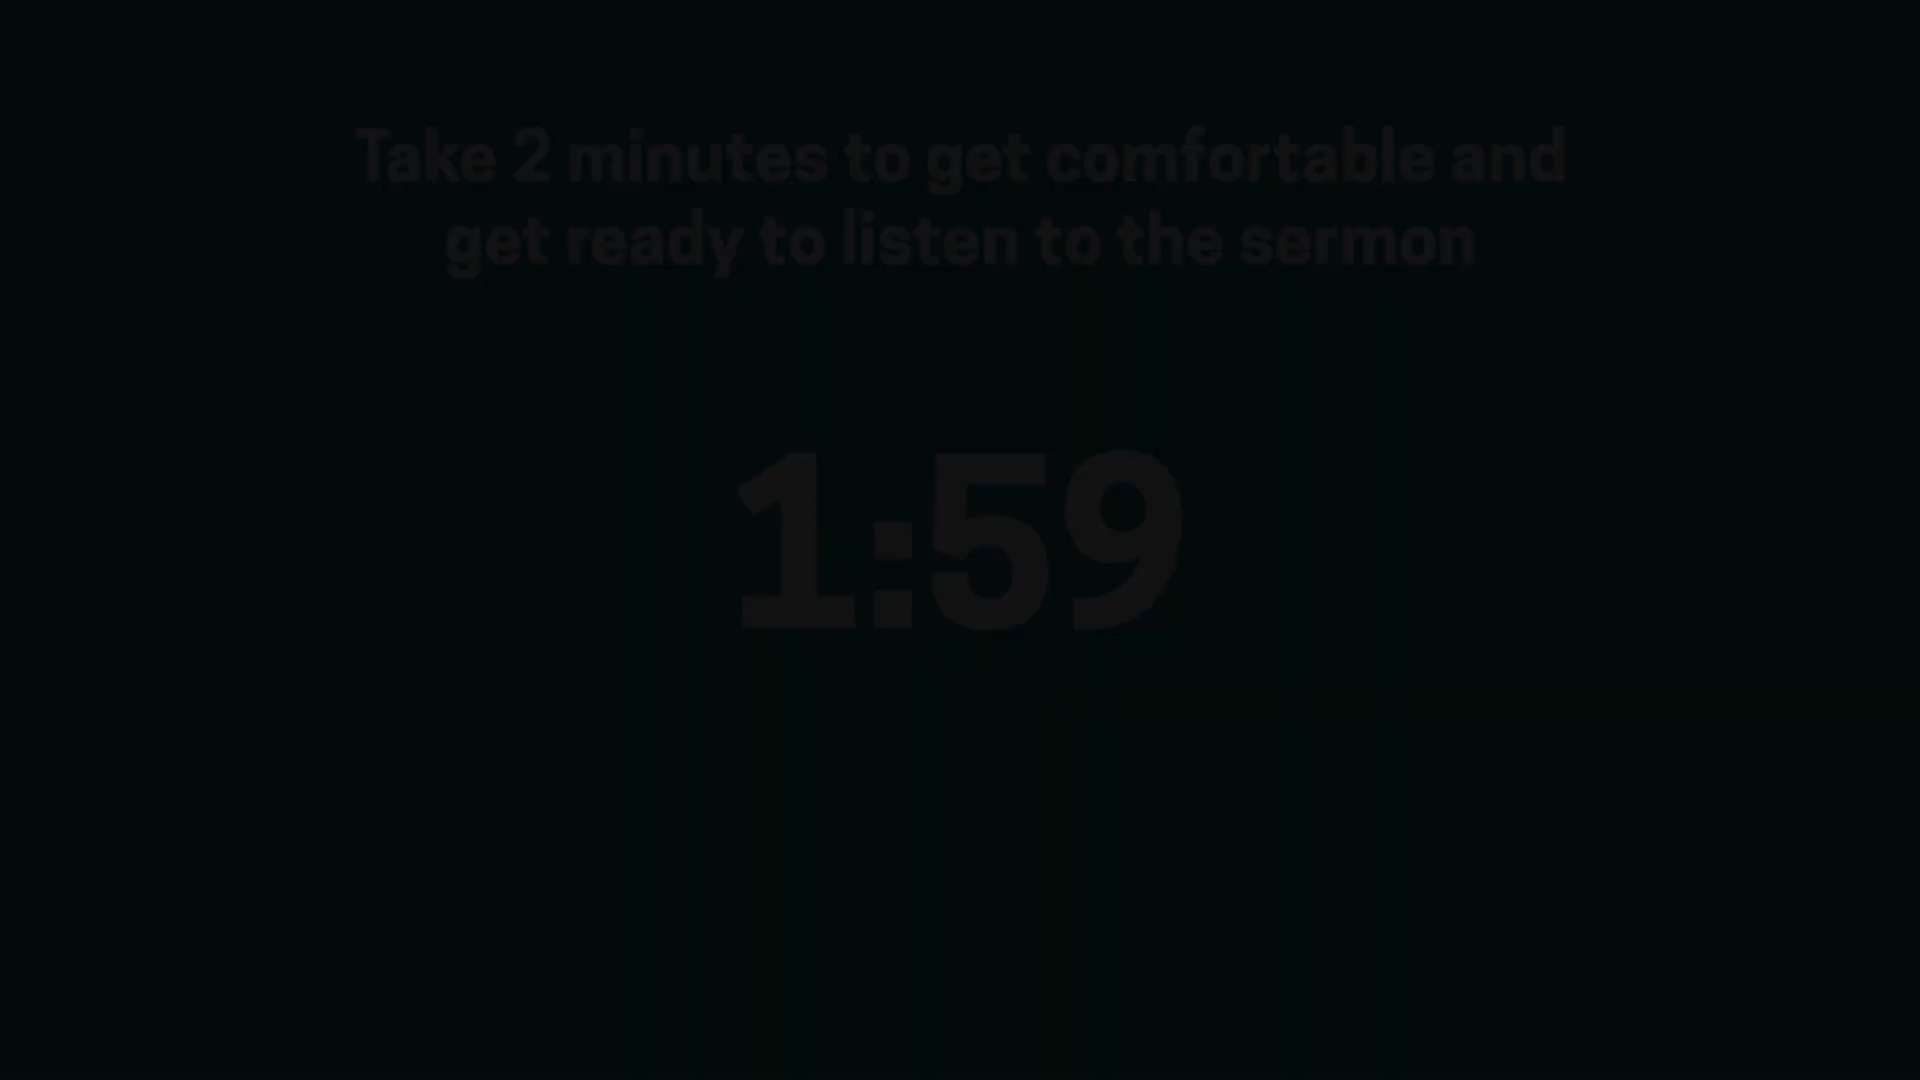 Take 2 minutes to get comfortable and
get ready to listen to the sermon
1:59